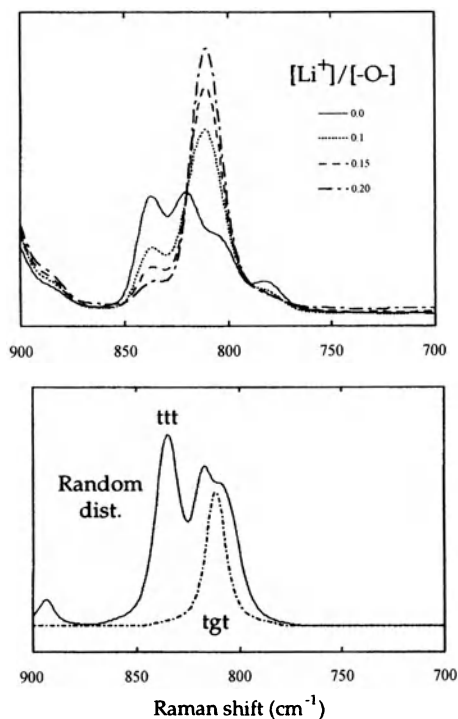 [Li⁺]/[-O-]
0.0
0.1
0.15
0.20
900 850 800 750 700
ttt
Random
dist.
tgt
900 850 800 750 700
Raman shift (cm⁻¹)